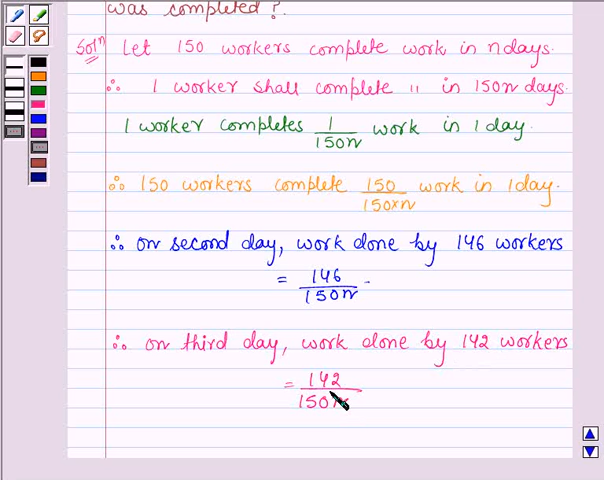 was completed?
Solⁿ Let 150 workers complete work in n days.
∴ 1 worker shall complete " in 150n days.
1 worker completes 1/150n work in 1 day.
∴ 150 workers complete 150/150×n work in 1 day.
∴ on second day, work done by 146 workers
= 146/150n.
∴ on third day, work done by 142 workers
= 142/150n